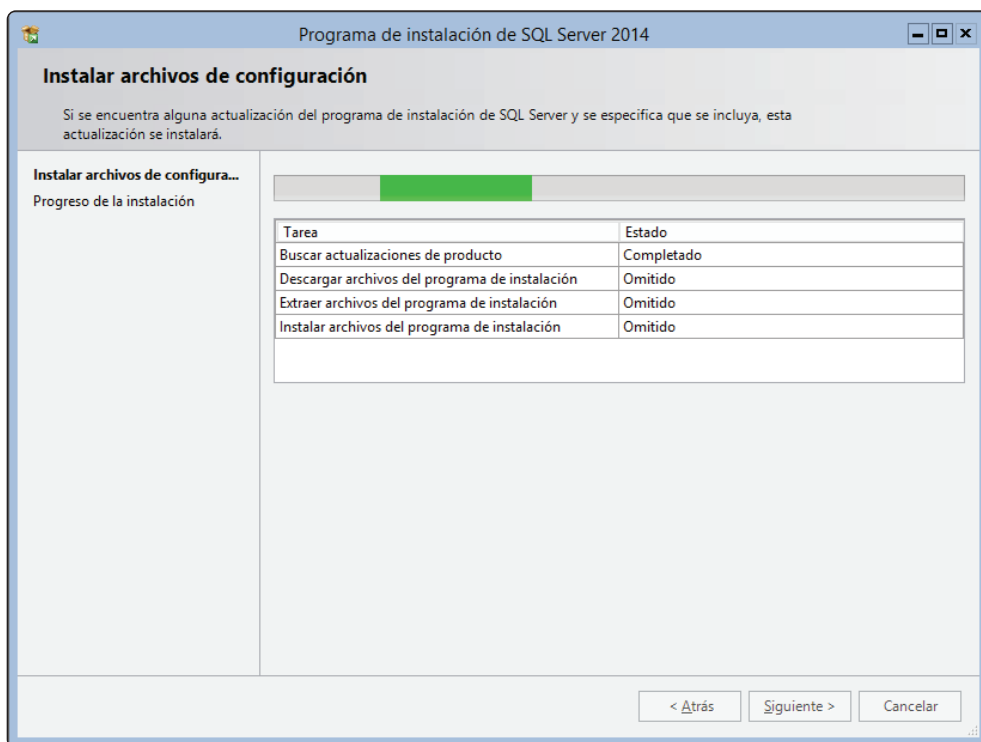 Programa de instalación de SQL Server 2014
Instalar archivos de configuración
Si se encuentra alguna actualización del programa de instalación de SQL Server y se especifica que se incluya, esta
actualización se instalará.
Instalar archivos de configura...
Progreso de la instalación
Tarea Estado
Buscar actualizaciones de producto Completado
Descargar archivos del programa de instalación Omitido
Extraer archivos del programa de instalación Omitido
Instalar archivos del programa de instalación Omitido
< Atrás Siguiente > Cancelar